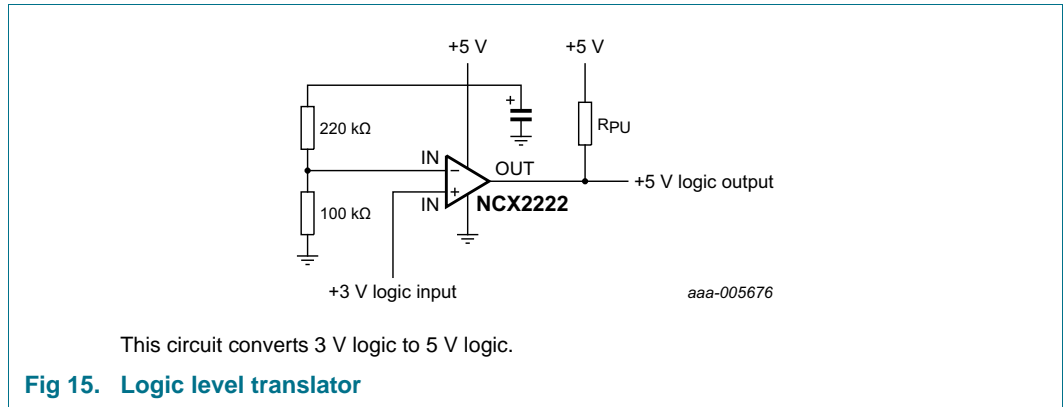 +5 V
+5 V
+
220 kΩ
RPU
IN
−
OUT
+5 V logic output
+
IN
NCX2222
100 kΩ
+3 V logic input
aaa-005676
This circuit converts 3 V logic to 5 V logic.
Fig 15. Logic level translator